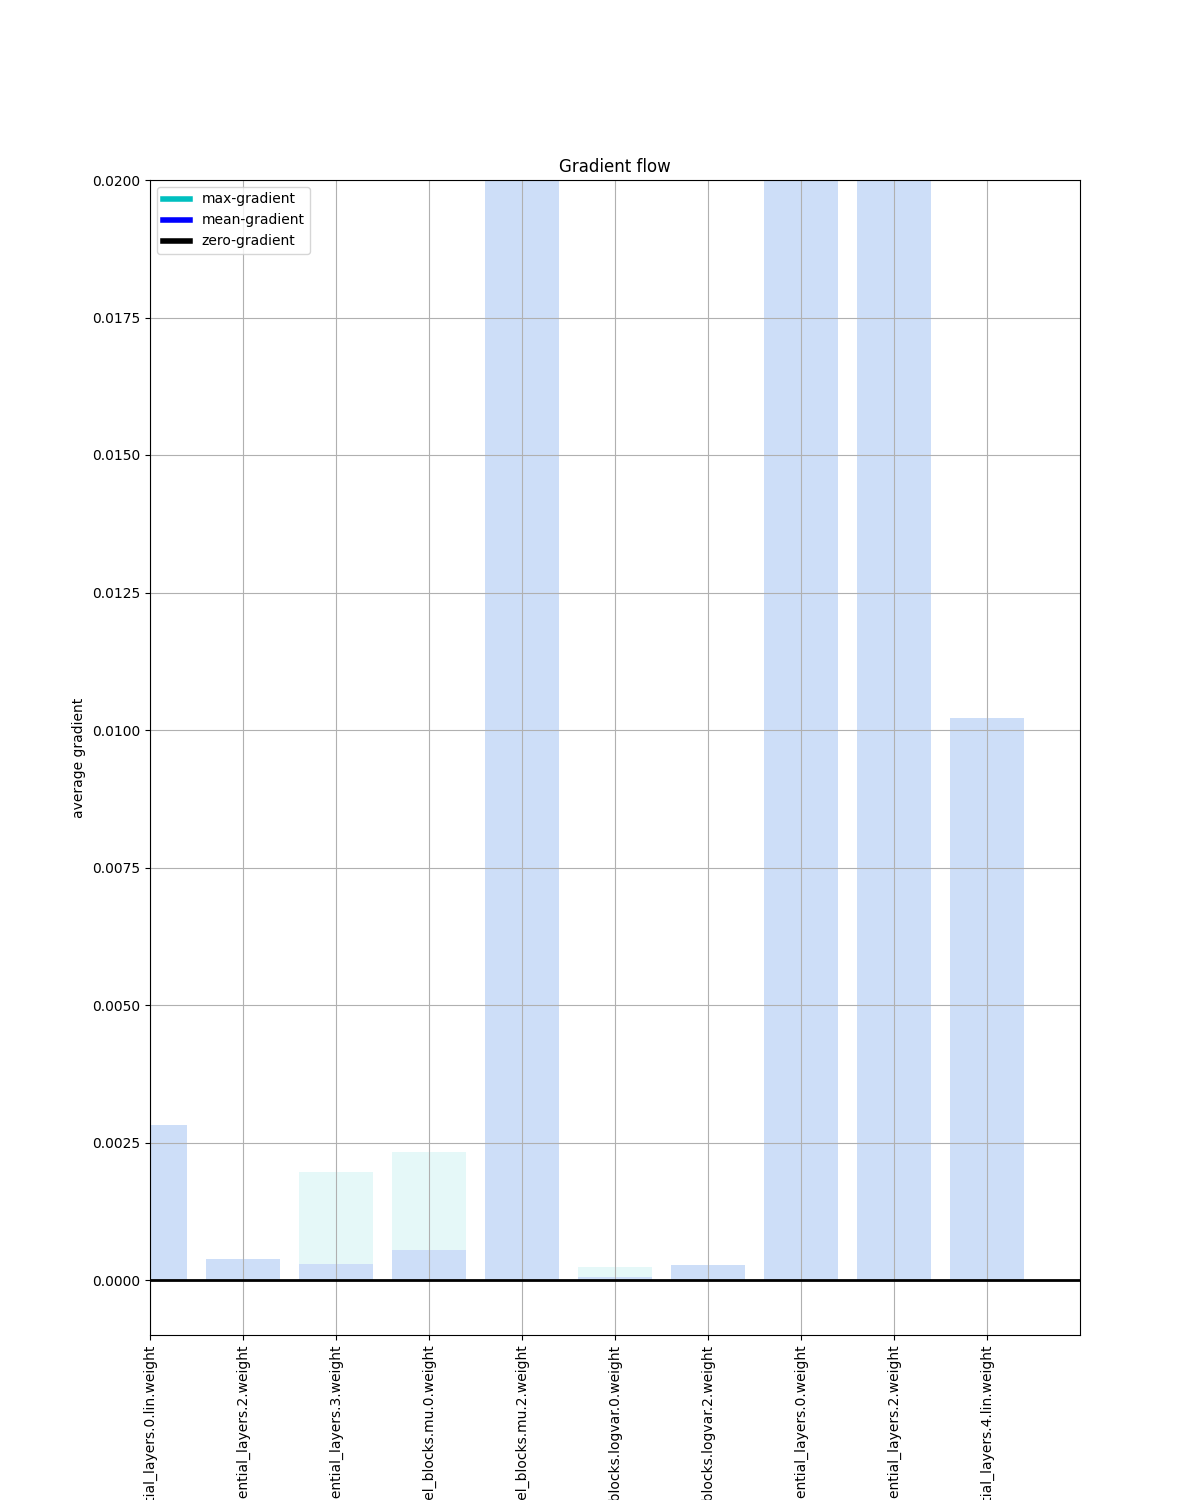 Gradient flow
max-gradient
mean-gradient
zero-gradient
0.0200
0.0175
0.0150
0.0125
0.0100
0.0075
0.0050
0.0025
0.0000
average gradient
tial_layers.0.lin.weight
ential_layers.2.weight
ential_layers.3.weight
el_blocks.mu.0.weight
el_blocks.mu.2.weight
blocks.logvar.0.weight
blocks.logvar.2.weight
ential_layers.0.weight
ential_layers.2.weight
tial_layers.4.lin.weight